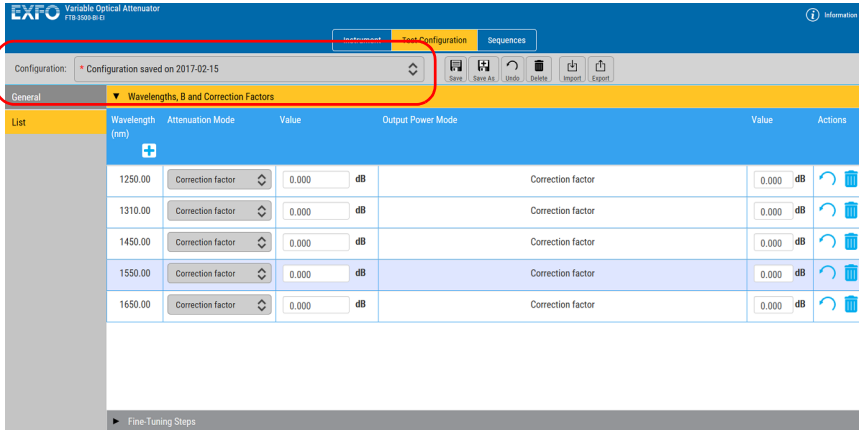 EXFO Variable Optical Attenuator
FTB-3500-BI-EI
Information
Instrument Test Configuration Sequences
Configuration: * Configuration saved on 2017-02-15
Save Save As Undo Delete Import Export
General
▼ Wavelengths, B and Correction Factors
List
Wavelength (nm) Attenuation Mode Value Output Power Mode Value Actions
1250.00 Correction factor 0.000 dB Correction factor 0.000 dB
1310.00 Correction factor 0.000 dB Correction factor 0.000 dB
1450.00 Correction factor 0.000 dB Correction factor 0.000 dB
1550.00 Correction factor 0.000 dB Correction factor 0.000 dB
1650.00 Correction factor 0.000 dB Correction factor 0.000 dB
► Fine-Tuning Steps